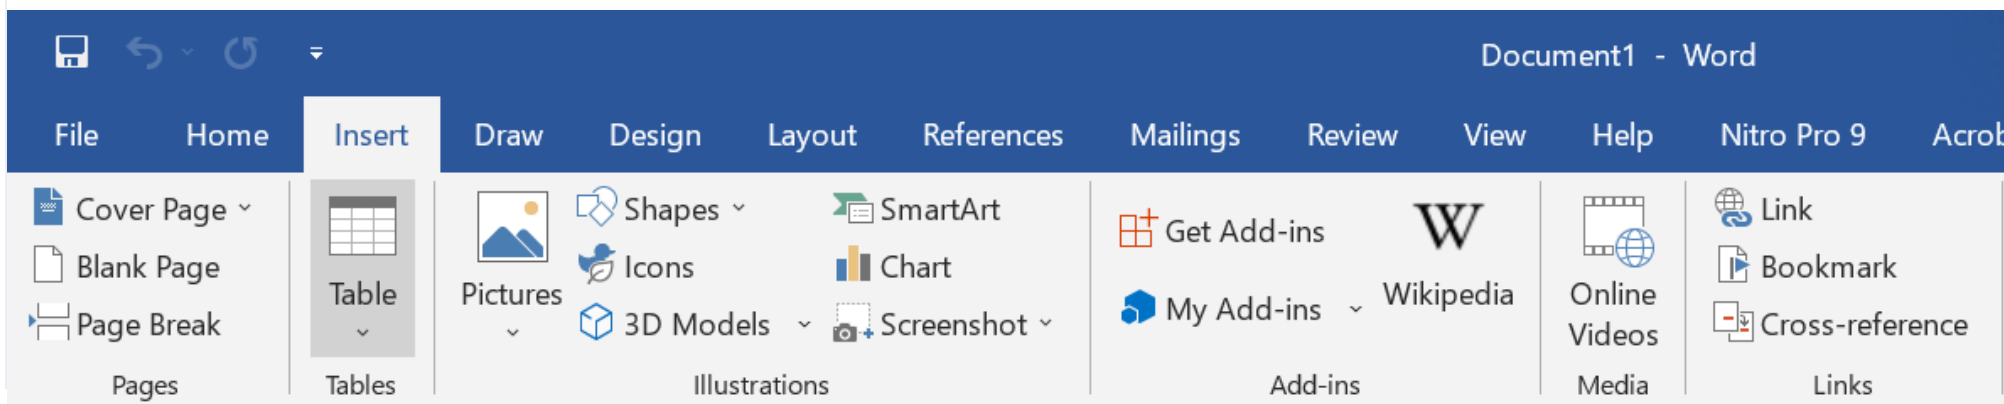 Document1 - Word
File Home Insert Draw Design Layout References Mailings Review View Help Nitro Pro 9 Acrob
Cover Page
Blank Page
Page Break
Pages
Table
Tables
Pictures
Shapes
Icons
3D Models
SmartArt
Chart
Screenshot
Illustrations
Get Add-ins
My Add-ins
W
Wikipedia
Add-ins
Online
Videos
Media
Link
Bookmark
Cross-reference
Links